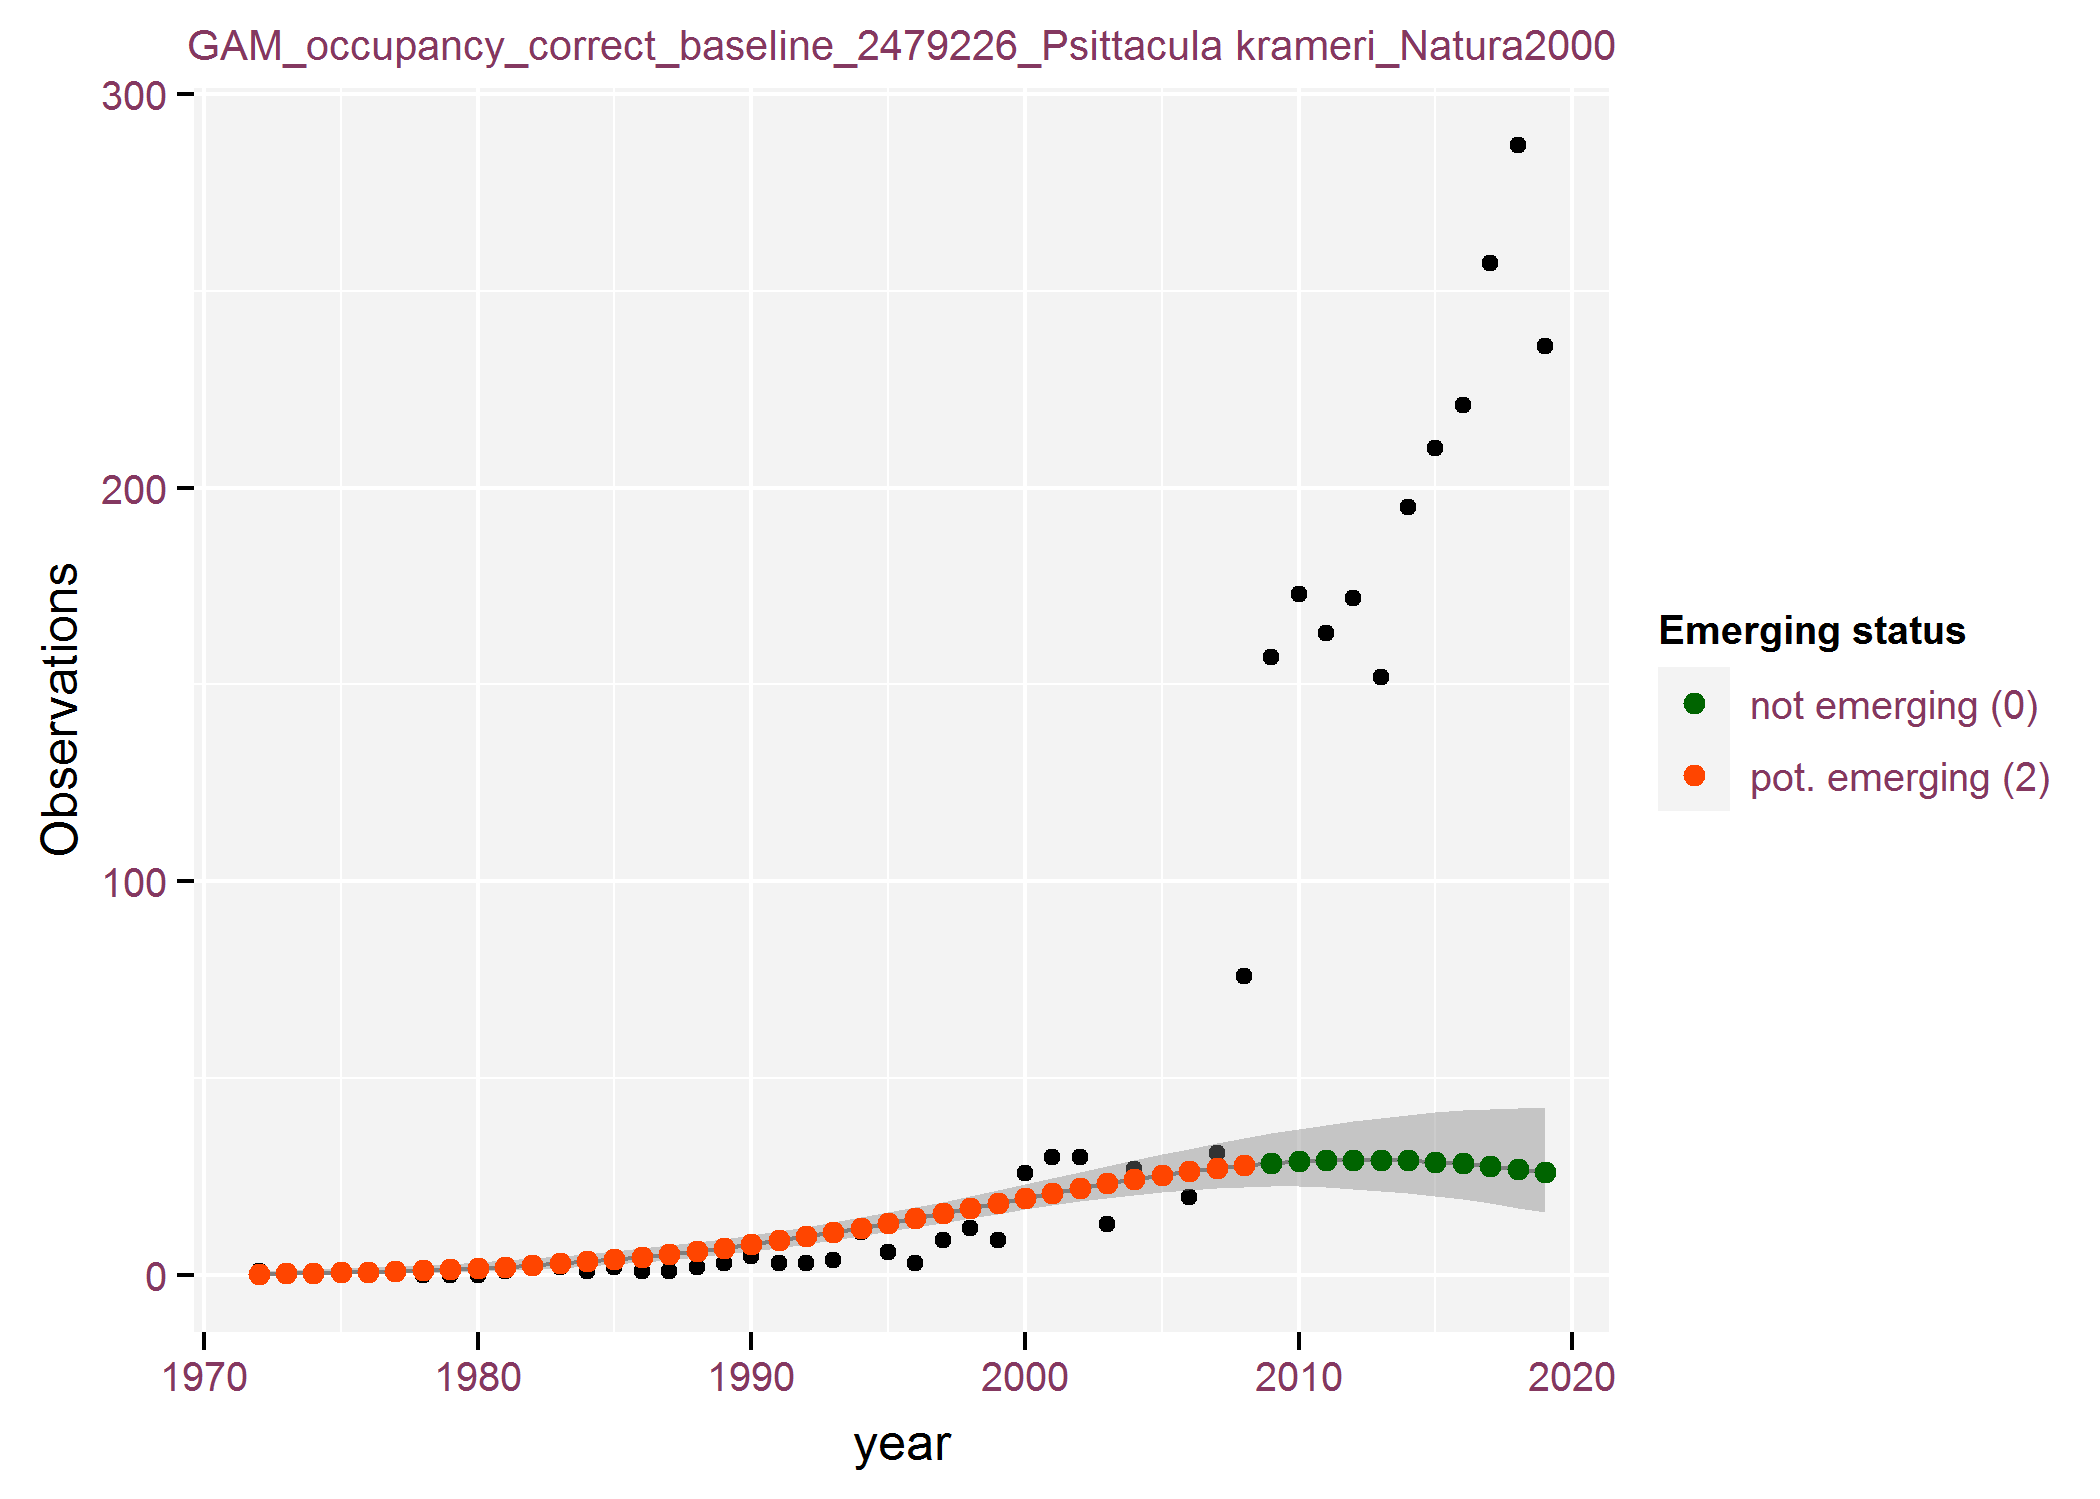 GAM_occupancy_correct_baseline_2479226_Psittacula krameri_Natura2000
300
200
100
0
Observations
1970 1980 1990 2000 2010 2020
year
Emerging status
not emerging (0)
pot. emerging (2)